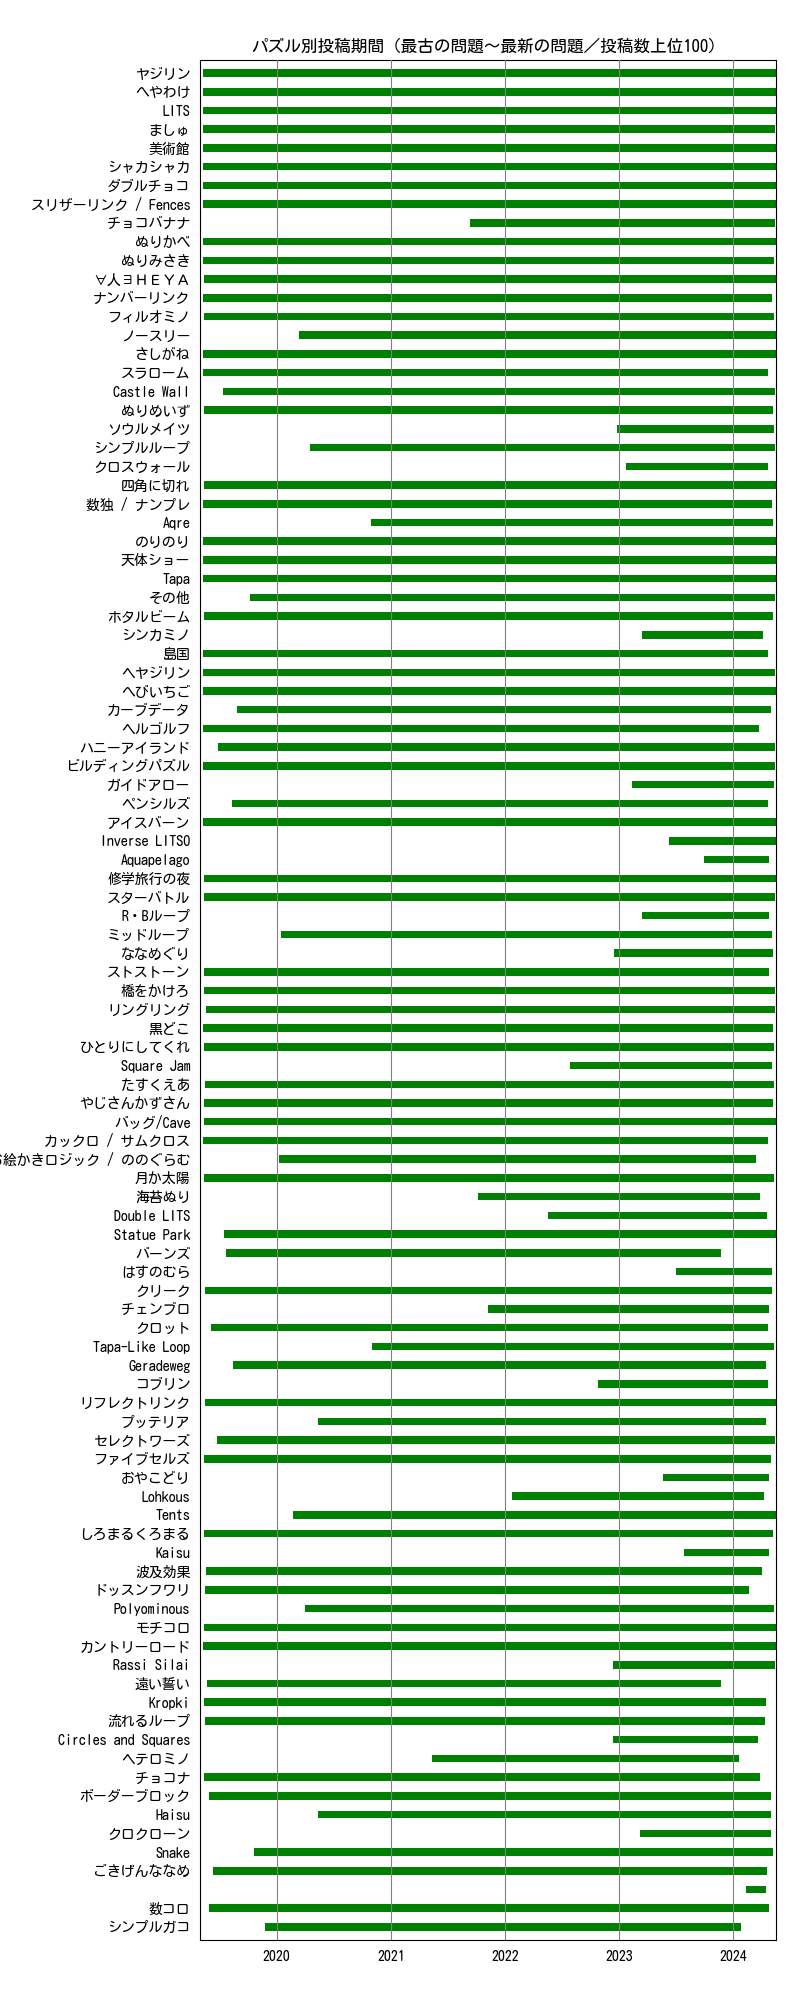 パズル別投稿期間（最古の問題～最新の問題／投稿数上位100）
ヤジリン
へやわけ
LITS
ましゅ
美術館
シャカシャカ
ダブルチョコ
スリザーリンク / Fences
チョコバナナ
ぬりかべ
ぬりみさき
∀人∃ＨＥＹＡ
ナンバーリンク
フィルオミノ
ノースリー
さしがね
スラローム
Castle Wall
ぬりめいず
ソウルメイツ
シンプルループ
クロスウォール
四角に切れ
数独 / ナンプレ
Aqre
のりのり
天体ショー
Tapa
その他
ホタルビーム
シンカミノ
島国
ヘヤジリン
へびいちご
カーブデータ
ヘルゴルフ
ハニーアイランド
ビルディングパズル
ガイドアロー
ペンシルズ
アイスバーン
Inverse LITSO
Aquapelago
修学旅行の夜
スターバトル
R・Bループ
ミッドループ
ななめぐり
ストストーン
橋をかけろ
リングリング
黒どこ
ひとりにしてくれ
Square Jam
たすくえあ
やじさんかずさん
バッグ/Cave
カックロ / サムクロス
絵かきロジック / ののぐらむ
月か太陽
海苔ぬり
Double LITS
Statue Park
バーンズ
はすのむら
クリーク
チェンブロ
クロット
Tapa-Like Loop
Geradeweg
コブリン
リフレクトリンク
プッテリア
セレクトワーズ
ファイブセルズ
おやこどり
Lohkous
Tents
しろまるくろまる
Kaisu
波及効果
ドッスンフワリ
Polyominous
モチコロ
カントリーロード
Rassi Silai
遠い誓い
Kropki
流れるループ
Circles and Squares
ヘテロミノ
チョコナ
ボーダーブロック
Haisu
クロクローン
Snake
ごきげんななめ
数コロ
シンプルガコ
2020 2021 2022 2023 2024